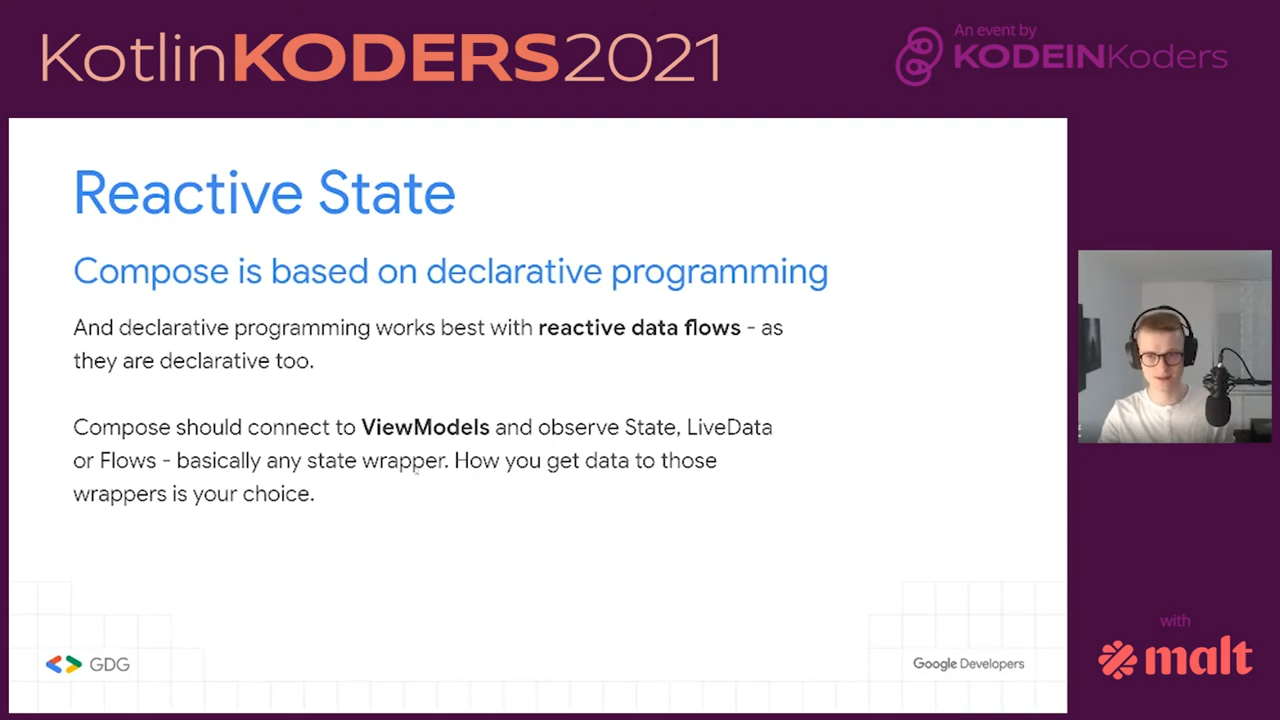 KotlinKODERS2021
An event by
KODEINKoders
Reactive State
Compose is based on declarative programming
And declarative programming works best with reactive data flows - as
they are declarative too.
Compose should connect to ViewModels and observe State, LiveData
or Flows - basically any state wrapper. How you get data to those
wrappers is your choice.
GDG
Google Developers
with
malt